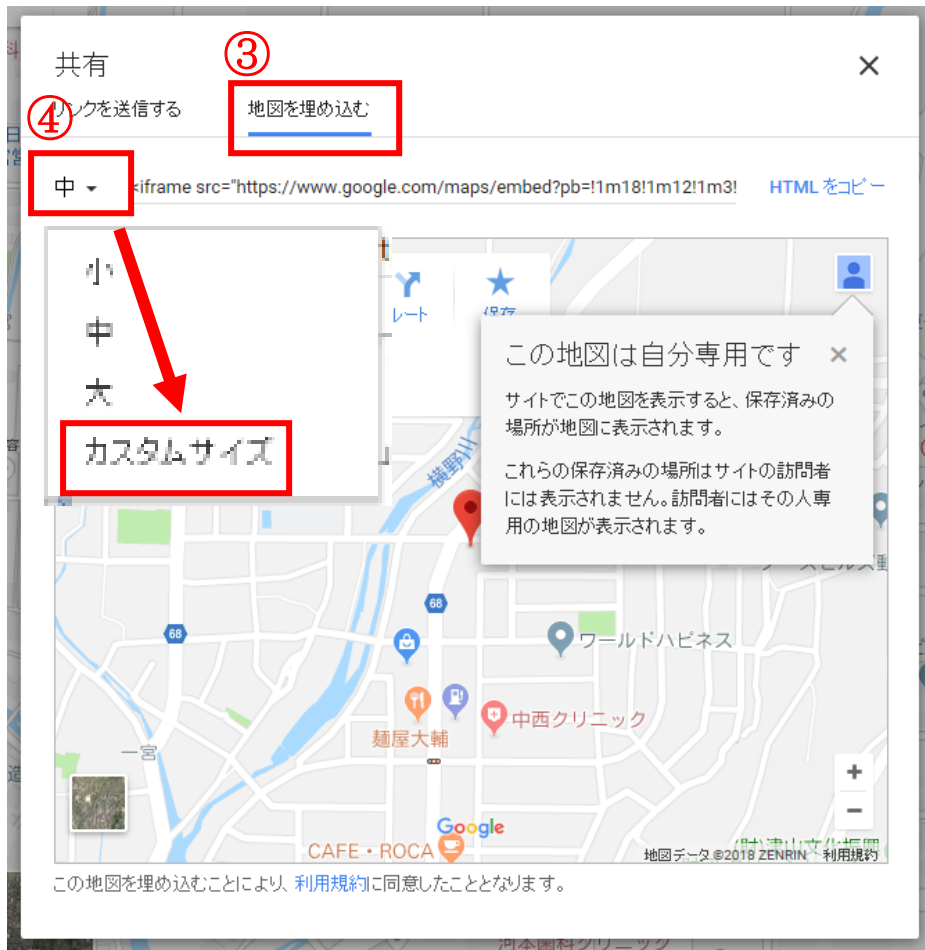 共有
③
④
リンクを送信する
地図を埋め込む
中
<iframe src="https://www.google.com/maps/embed?pb=!1m18!1m12!1m3!
HTML をコピー
小
中
大
カスタムサイズ
ルート
保存
この地図は自分専用です
サイトでこの地図を表示すると、保存済みの
場所が地図に表示されます。
これらの保存済みの場所はサイトの訪問者
には表示されません。訪問者にはその人専
用の地図が表示されます。
横野川
68
68
ワールドハピネス
中西クリニック
麺屋大輔
一宮
Google
CAFE・ROCA
地図データ ©2018 ZENRIN
利用規約
この地図を埋め込むことにより、利用規約に同意したこととなります。
河本歯科クリニック